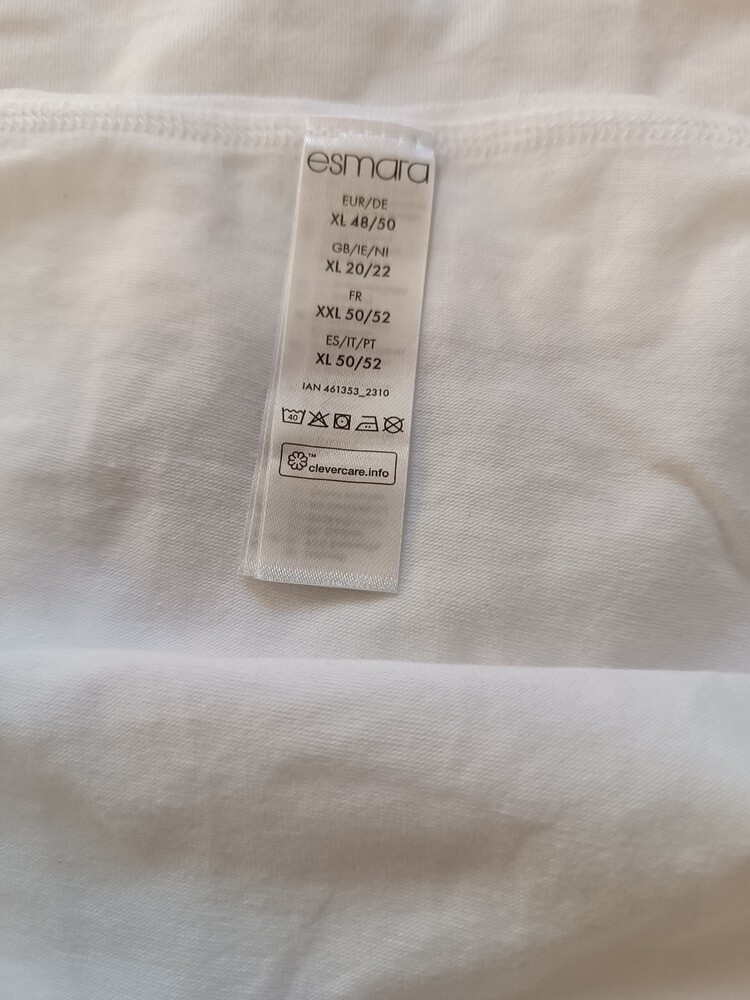 esmara
EUR/DE
XL 48/50
GB/IE/NI
XL 20/22
FR
XXL 50/52
ES/IT/PT
XL 50/52
IAN 461353_2310
40
™
clevercare.info